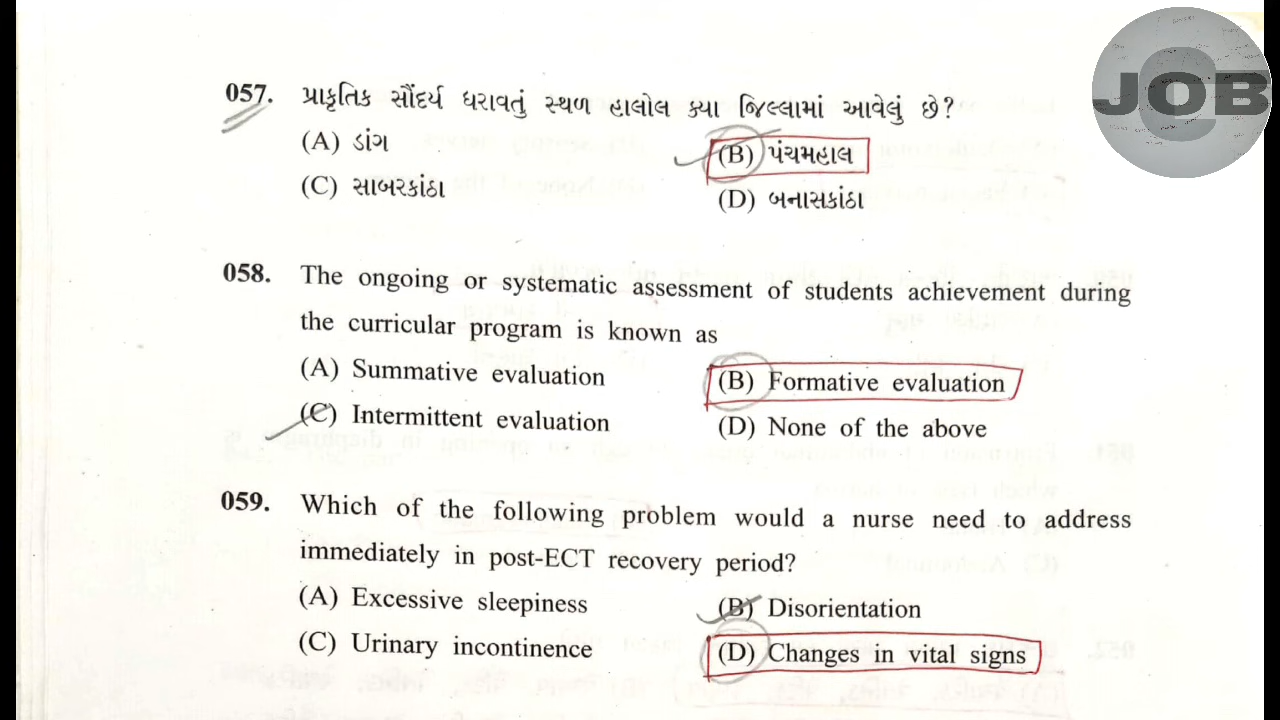 JOB
C
057. પ્રાકૃતિક સૌંદર્ય ધરાવતું સ્થળ હાલોલ ક્યા જિલ્લામાં આવેલું છે?
(A) ડાંગ (B) પંચમહાલ
(C) સાબરકાંઠા (D) બનાસકાંઠા
058. The ongoing or systematic assessment of students achievement during
the curricular program is known as
(A) Summative evaluation (B) Formative evaluation
(C) Intermittent evaluation (D) None of the above
059. Which of the following problem would a nurse need to address
immediately in post-ECT recovery period?
(A) Excessive sleepiness (B) Disorientation
(C) Urinary incontinence (D) Changes in vital signs